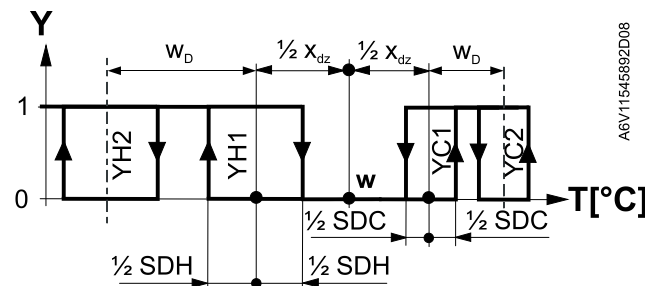 Y
w_D ½ x_dz ½ x_dz w_D
1
YH2 YH1 YC1 YC2
w
0
T[°C]
½ SDC ½ SDC
½ SDH ½ SDH
A6V11545892D08